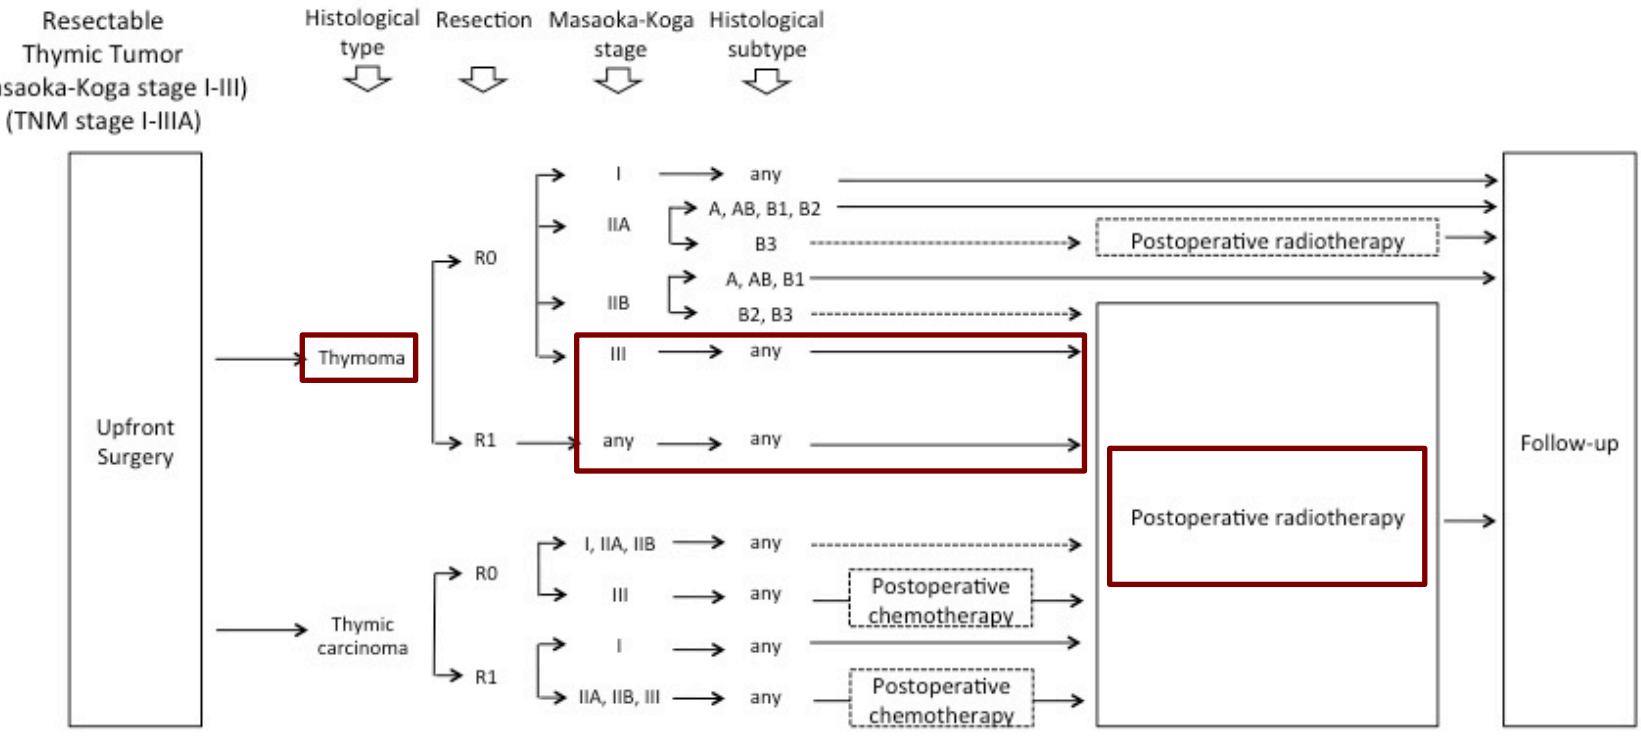 Resectable
Thymic Tumor
saoka-Koga stage I-III)
(TNM stage I-IIIA)
Histological
type
Resection
Masaoka-Koga
stage
Histological
subtype
Upfront
Surgery
Thymoma
R0
I
any
IIA
A, AB, B1, B2
B3
Postoperative radiotherapy
IIB
A, AB, B1
B2, B3
III
any
R1
any
any
Postoperative radiotherapy
Thymic
carcinoma
R0
I, IIA, IIB
any
III
any
Postoperative
chemotherapy
R1
I
any
IIA, IIB, III
any
Postoperative
chemotherapy
Follow-up